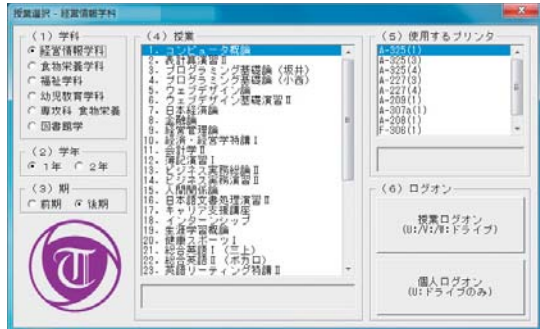 授業選択 - 経営情報学科
(1) 学科
経営情報学科
食物栄養学科
福祉学科
幼児教育学科
専攻科 食物栄養
図書館学
(2) 学年
1年 2年
(3) 期
前期 後期
(4) 授業
1. コンピュータ概論
2. 表計算演習Ⅱ
3. プログラミング基礎論 (坂井)
4. プログラミング基礎論 (小西)
5. ウェブデザイン論
6. ウェブデザイン基礎演習Ⅱ
7. 日本経済論
8. 金融論
9. 経営管理論
10. 経済・経営学特講Ⅰ
11. 会計学Ⅱ
12. 簿記演習Ⅰ
13. ビジネス実務総論Ⅱ
14. ビジネス実務演習Ⅱ
15. 人間関係論
16. 日本語文書処理演習Ⅱ
17. キャリア支援講座
18. インターンシップ
19. 生涯学習概論
20. 健康スポーツⅠ
21. 総合英語Ⅰ (三上)
22. 総合英語Ⅱ (ボカロ)
23. 英語リーティング特講Ⅱ
(5) 使用するプリンタ
A-325(1)
A-325(3)
A-325(4)
A-227(3)
A-227(4)
A-209(1)
A-307a(1)
A-208(1)
F-308(1)
(6) ログオン
授業ログオン
(U:/V:/W:ドライブ)
個人ログオン
(U:ドライブのみ)